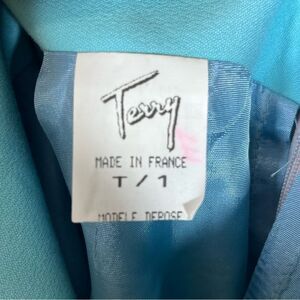 Terry
MADE IN FRANCE
T / 1
MODELE DEPOSE